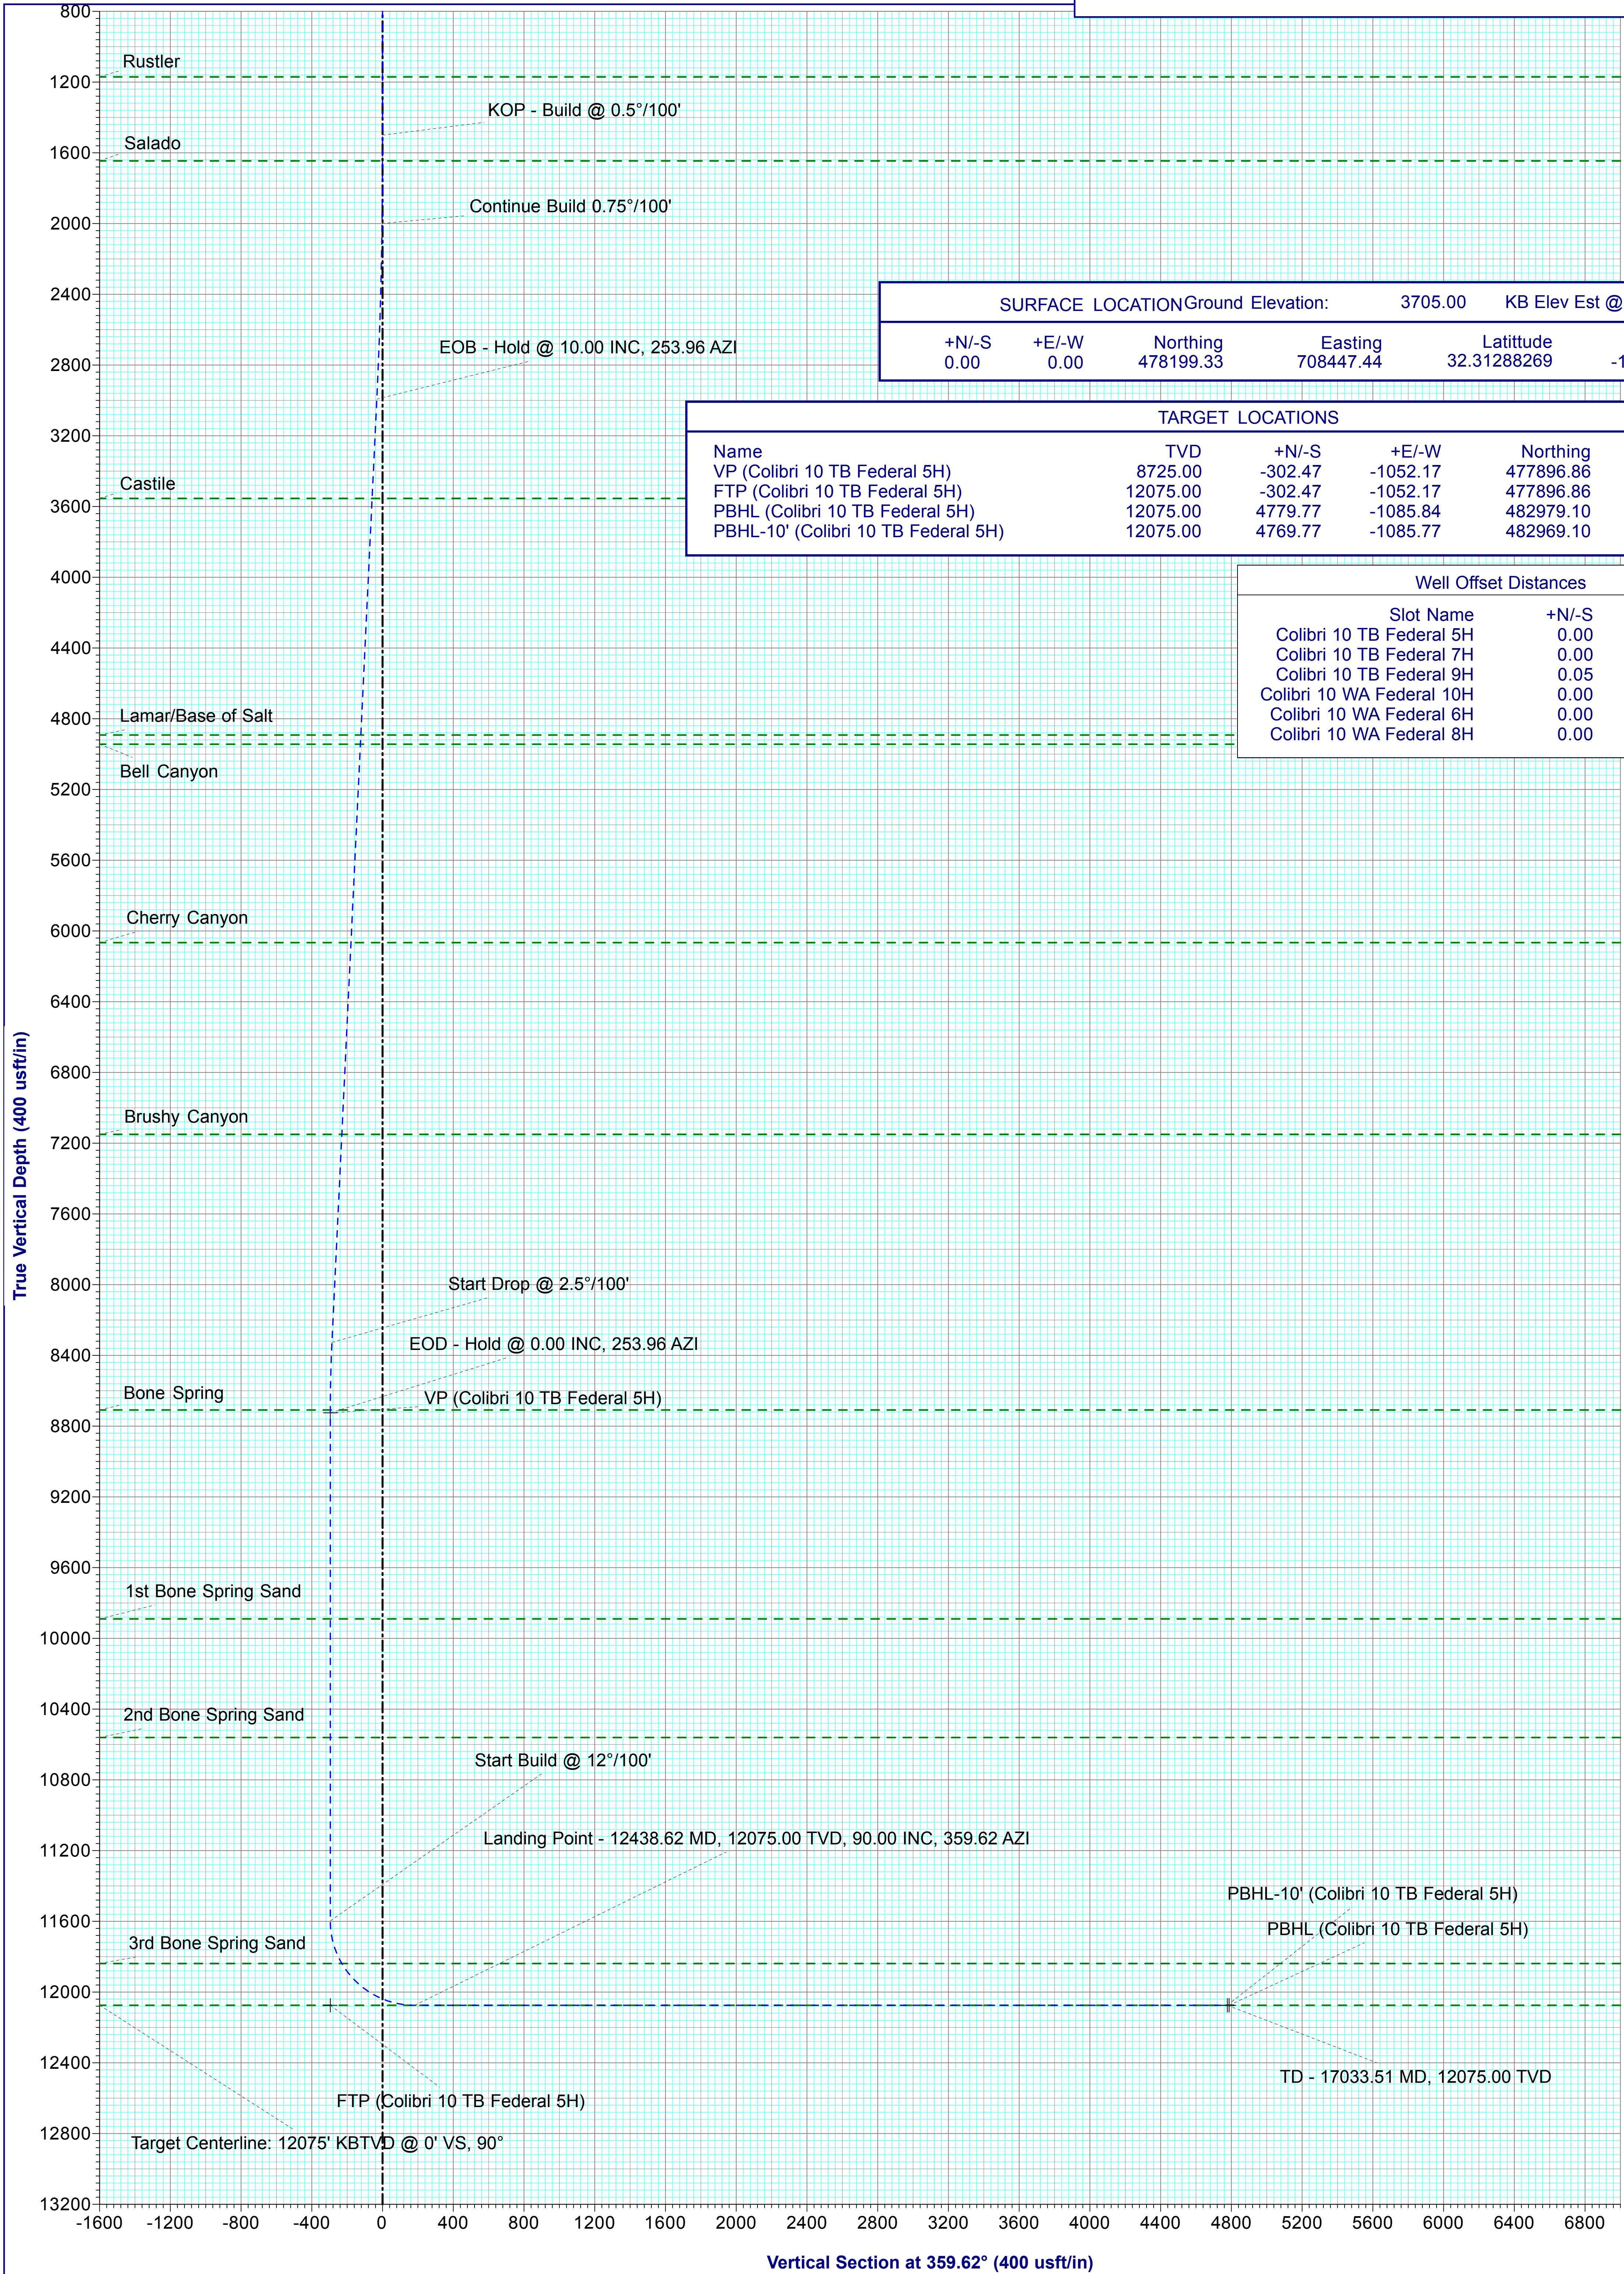 800
Rustler
1200
KOP - Build @ 0.5°/100'
Salado
1600
Continue Build 0.75°/100'
2000
2400
SURFACE LOCATION Ground Elevation: 3705.00 KB Elev Est @
+N/-S +E/-W Northing Easting Latittude
0.00 0.00 478199.33 708447.44 32.31288269 -1
EOB - Hold @ 10.00 INC, 253.96 AZI
2800
TARGET LOCATIONS
3200
Name TVD +N/-S +E/-W Northing
VP (Colibri 10 TB Federal 5H) 8725.00 -302.47 -1052.17 477896.86
FTP (Colibri 10 TB Federal 5H) 12075.00 -302.47 -1052.17 477896.86
PBHL (Colibri 10 TB Federal 5H) 12075.00 4779.77 -1085.84 482979.10
PBHL-10' (Colibri 10 TB Federal 5H) 12075.00 4769.77 -1085.77 482969.10
Castile
3600
4000
Well Offset Distances
Slot Name +N/-S
Colibri 10 TB Federal 5H 0.00
Colibri 10 TB Federal 7H 0.00
Colibri 10 TB Federal 9H 0.05
Colibri 10 WA Federal 10H 0.00
Colibri 10 WA Federal 6H 0.00
Colibri 10 WA Federal 8H 0.00
4400
Lamar/Base of Salt
4800
Bell Canyon
5200
5600
Cherry Canyon
6000
6400
True Vertical Depth (400 usft/in)
6800
Brushy Canyon
7200
7600
8000
Start Drop @ 2.5°/100'
EOD - Hold @ 0.00 INC, 253.96 AZI
8400
Bone Spring
VP (Colibri 10 TB Federal 5H)
8800
9200
9600
1st Bone Spring Sand
10000
10400
2nd Bone Spring Sand
Start Build @ 12°/100'
10800
Landing Point - 12438.62 MD, 12075.00 TVD, 90.00 INC, 359.62 AZI
11200
PBHL-10' (Colibri 10 TB Federal 5H)
11600
PBHL (Colibri 10 TB Federal 5H)
3rd Bone Spring Sand
12000
12400
TD - 17033.51 MD, 12075.00 TVD
FTP (Colibri 10 TB Federal 5H)
12800
Target Centerline: 12075' KBTVD @ 0' VS, 90°
13200
-1600 -1200 -800 -400 0 400 800 1200 1600 2000 2400 2800 3200 3600 4000 4400 4800 5200 5600 6000 6400 6800
Vertical Section at 359.62° (400 usft/in)